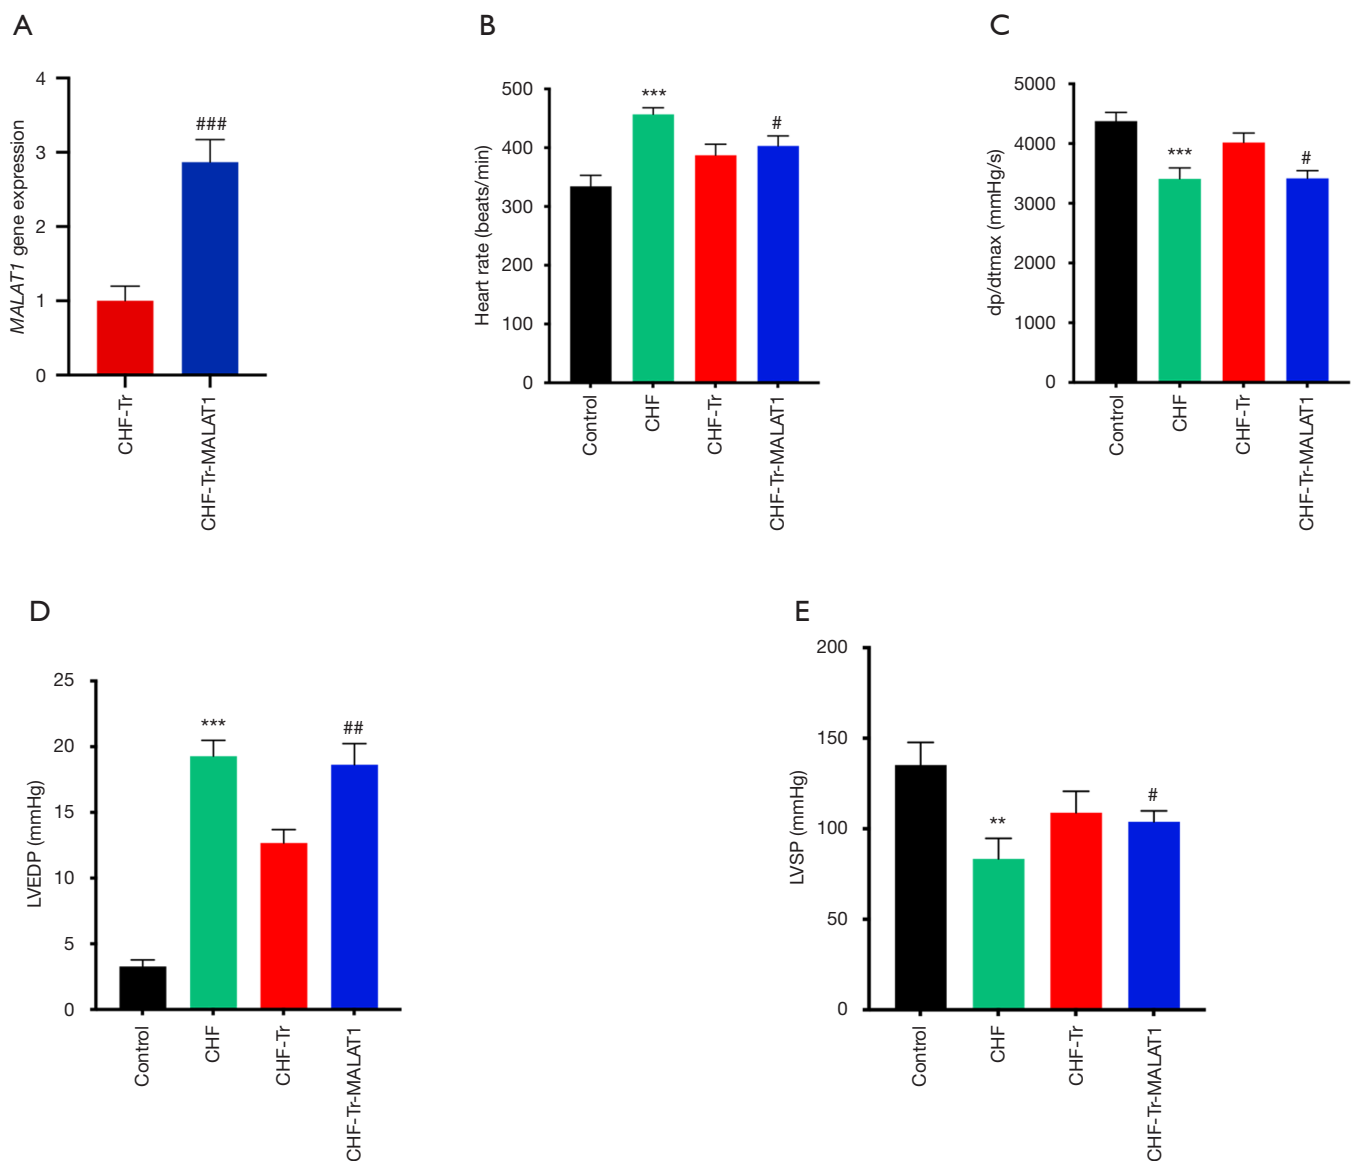 A
MALAT1 gene expression
4
3
2
1
0
###
CHF-Tr
CHF-Tr-MALAT1
B
Heart rate (beats/min)
500
400
300
200
100
0
***
#
Control
CHF
CHF-Tr
CHF-Tr-MALAT1
C
dp/dtmax (mmHg/s)
5000
4000
3000
2000
1000
0
***
#
Control
CHF
CHF-Tr
CHF-Tr-MALAT1
D
LVEDP (mmHg)
25
20
15
10
5
0
***
##
Control
CHF
CHF-Tr
CHF-Tr-MALAT1
E
LVSP (mmHg)
200
150
100
50
0
**
#
Control
CHF
CHF-Tr
CHF-Tr-MALAT1